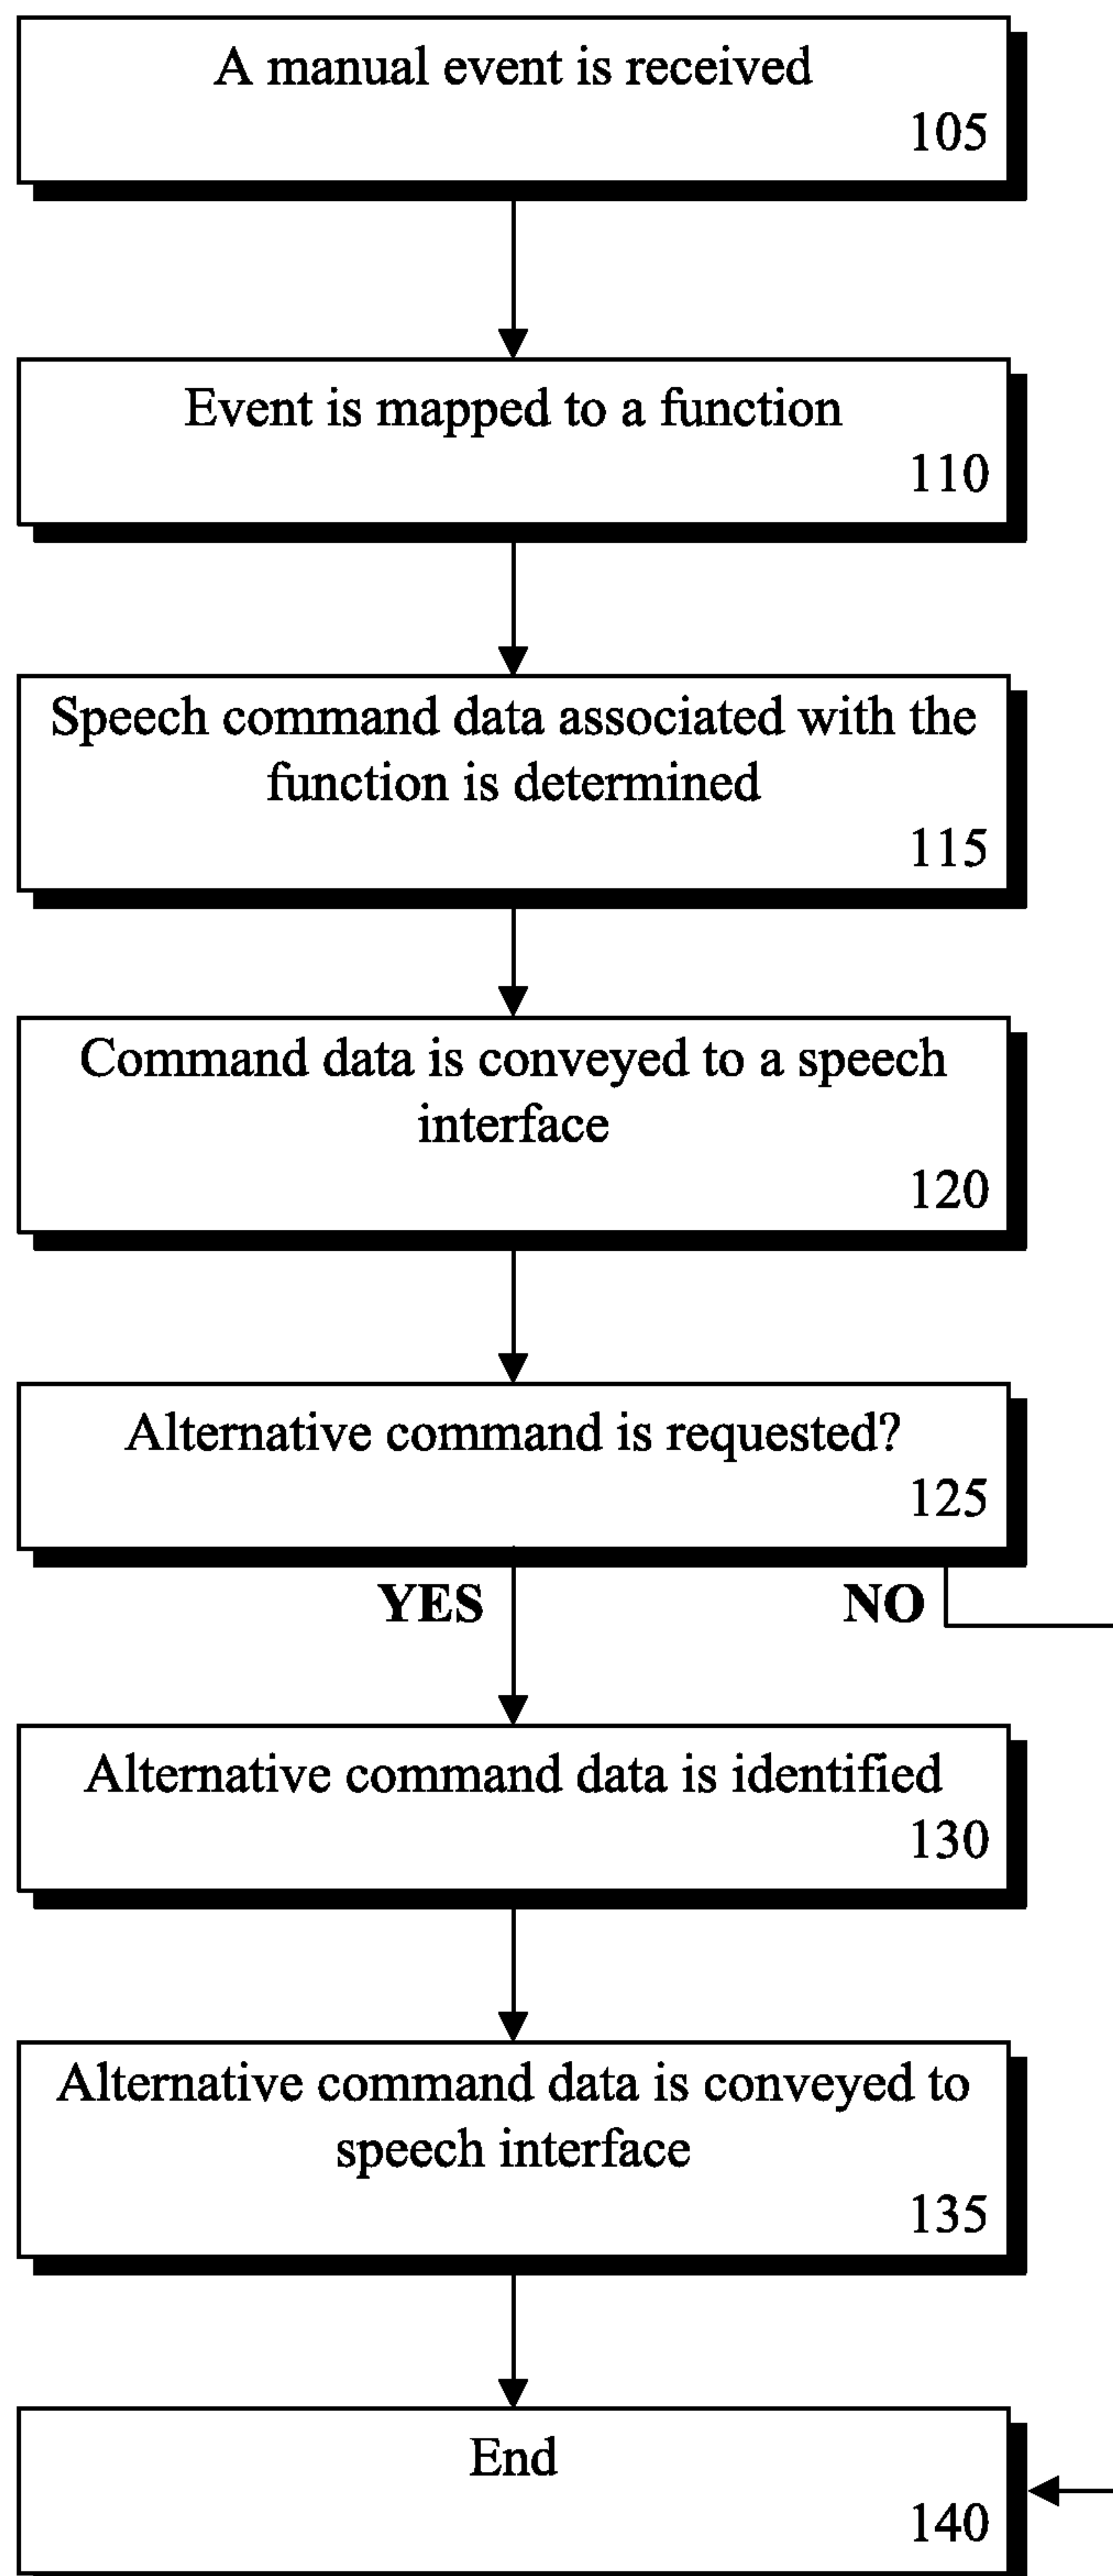 A manual event is received
105
Event is mapped to a function
110
Speech command data associated with the
function is determined
115
Command data is conveyed to a speech
interface
120
Alternative command is requested?
125
YES
NO
Alternative command data is identified
130
Alternative command data is conveyed to
speech interface
135
End
140